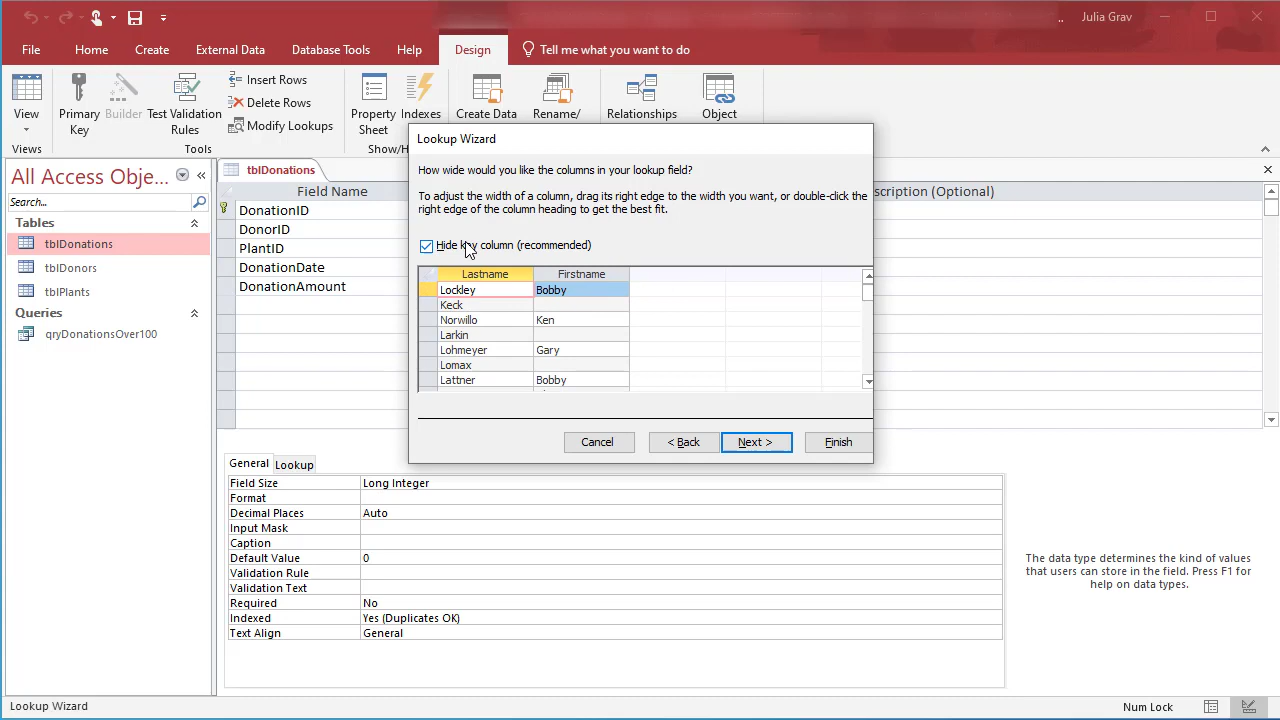 .. Julia Grav
File Home Create External Data Database Tools Help Design Tell me what you want to do
View
Primary Key
Builder
Test Validation Rules
Insert Rows
Delete Rows
Modify Lookups
Property Sheet
Indexes
Create Data
Rename/
Relationships
Object
Views
Tools
Show/H
All Access Obje... «
Search...
Tables
tblDonations
tblDonors
tblPlants
Queries
qryDonationsOver100
tblDonations
Field Name
scription (Optional)
DonationID
DonorID
PlantID
DonationDate
DonationAmount
Lookup Wizard
How wide would you like the columns in your lookup field?
To adjust the width of a column, drag its right edge to the width you want, or double-click the
right edge of the column heading to get the best fit.
Hide key column (recommended)
Lastname Firstname
Lockley Bobby
Keck
Norwillo Ken
Larkin
Lohmeyer Gary
Lomax
Lattner Bobby
Cancel < Back Next > Finish
General Lookup
Field Size Long Integer
Format
Decimal Places Auto
Input Mask
Caption
Default Value 0
Validation Rule
Validation Text
Required No
Indexed Yes (Duplicates OK)
Text Align General
The data type determines the kind of values
that users can store in the field. Press F1 for
help on data types.
Lookup Wizard
Num Lock